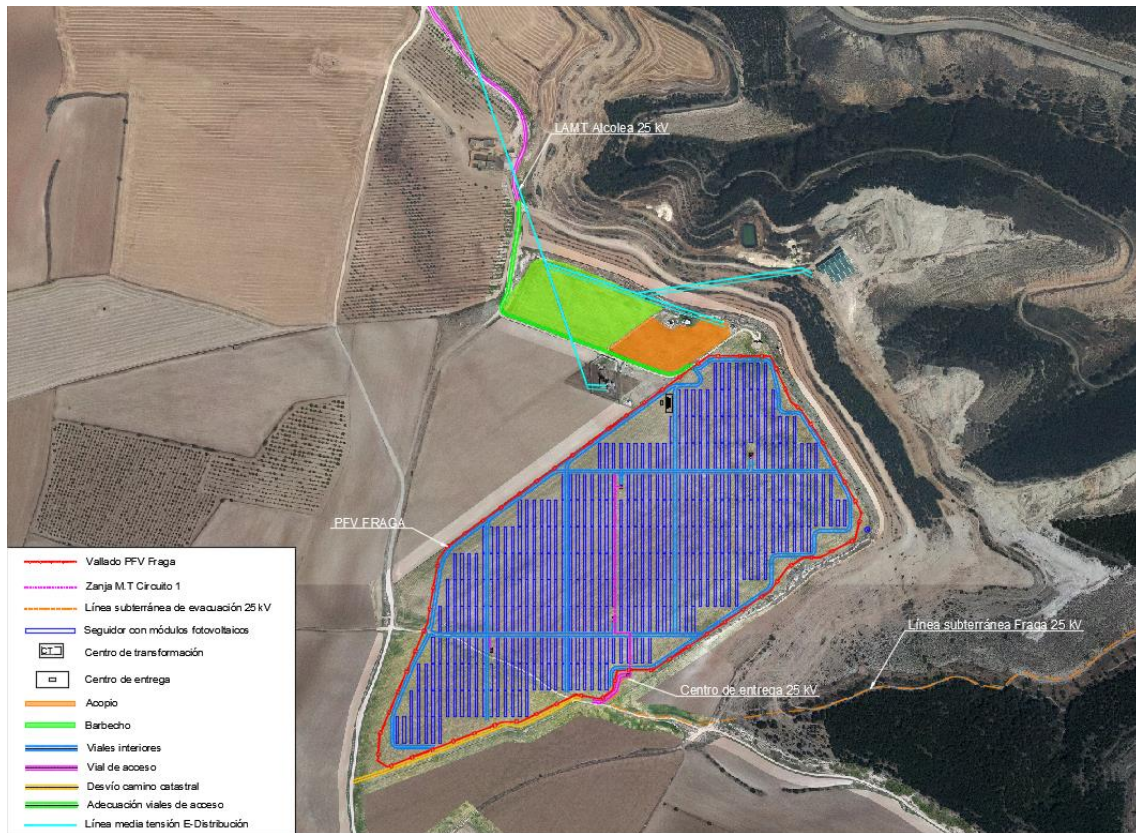 LAMT Alcolea 25 kV
PFV FRAGA
Línea subterránea Fraga 25 kV
Centro de entrega 25 kV
Vallado PFV Fraga
Zanja M.T Circuito 1
Línea subterránea de evacuación 25 kV
Seguidor con módulos fotovoltaicos
CT
Centro de transformación
Centro de entrega
Acopio
Barbecho
Viales interiores
Vial de acceso
Desvío camino catastral
Adecuación viales de acceso
Línea media tensión E-Distribución